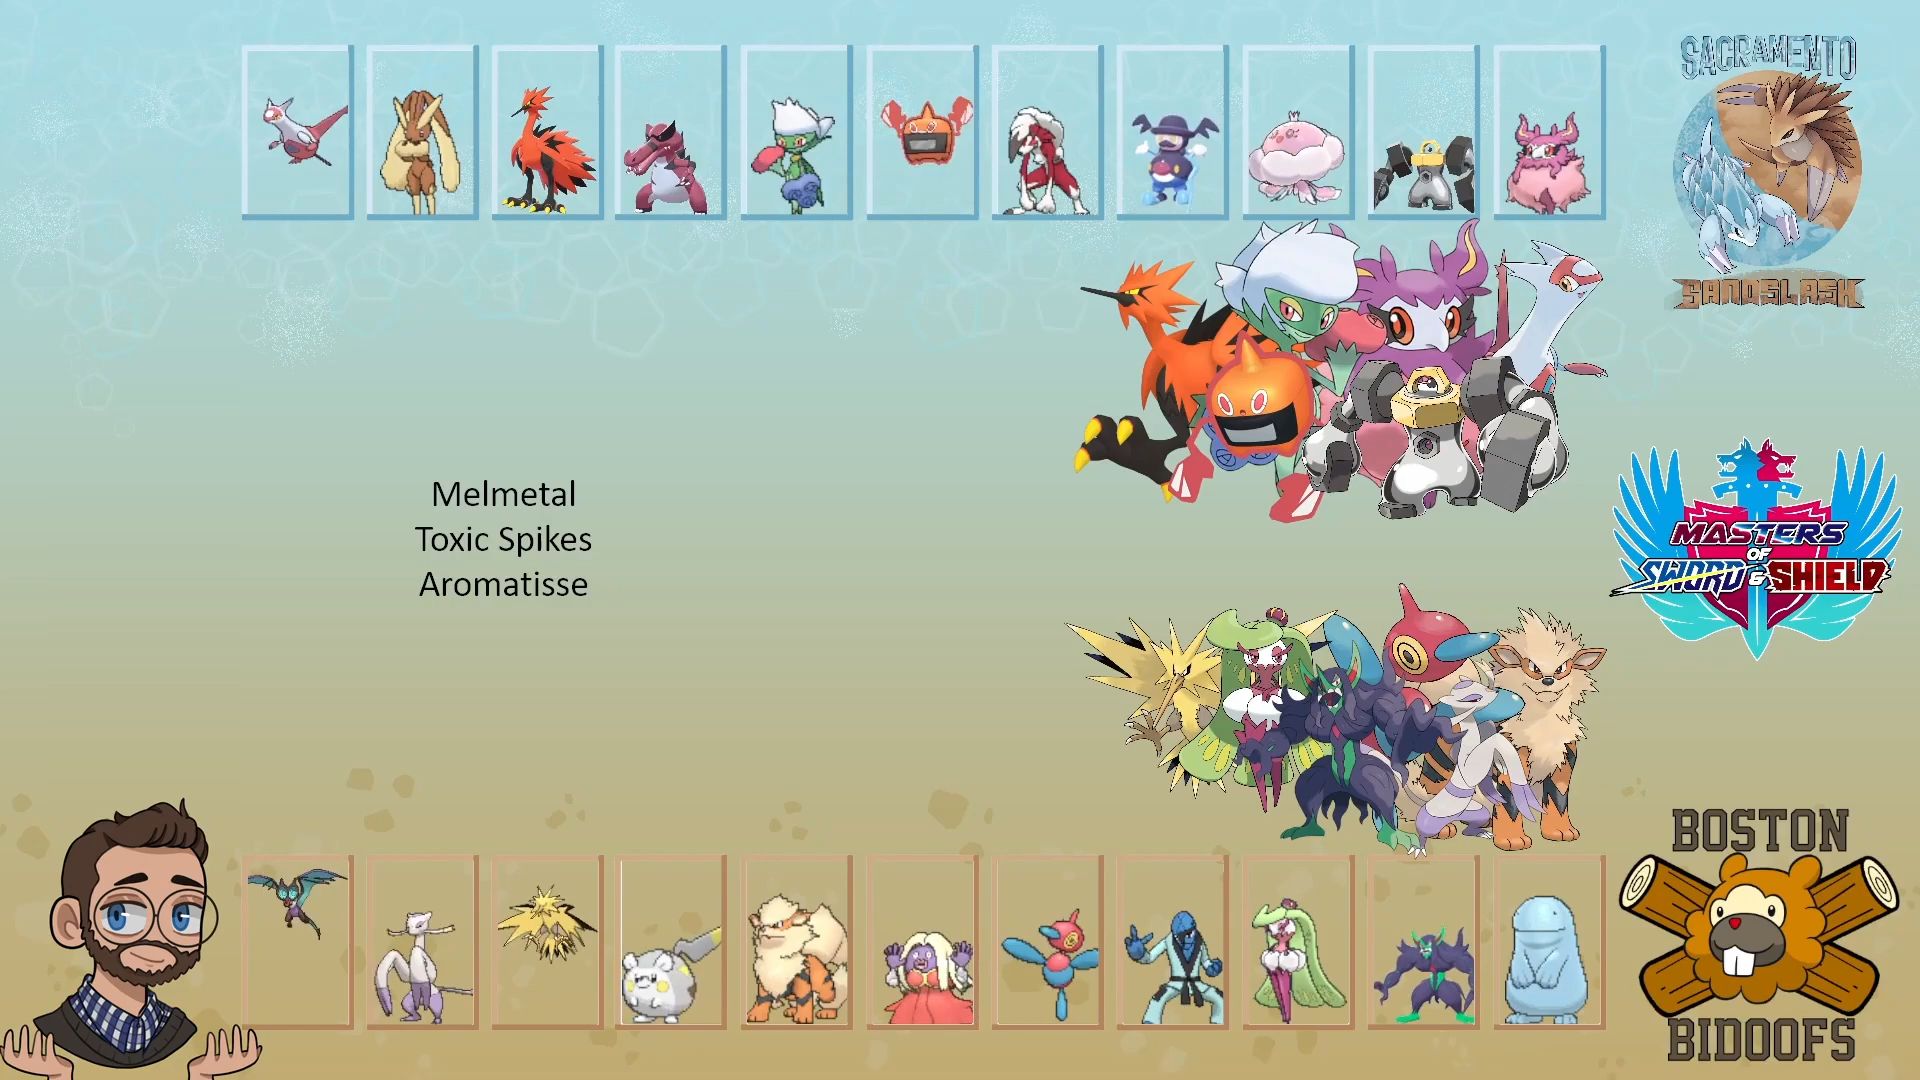 SACRAMENTO
SANDSLASH
Melmetal
Toxic Spikes
Aromatisse
MASTERS
OF
SWORD & SHIELD
BOSTON
BIDOOFS